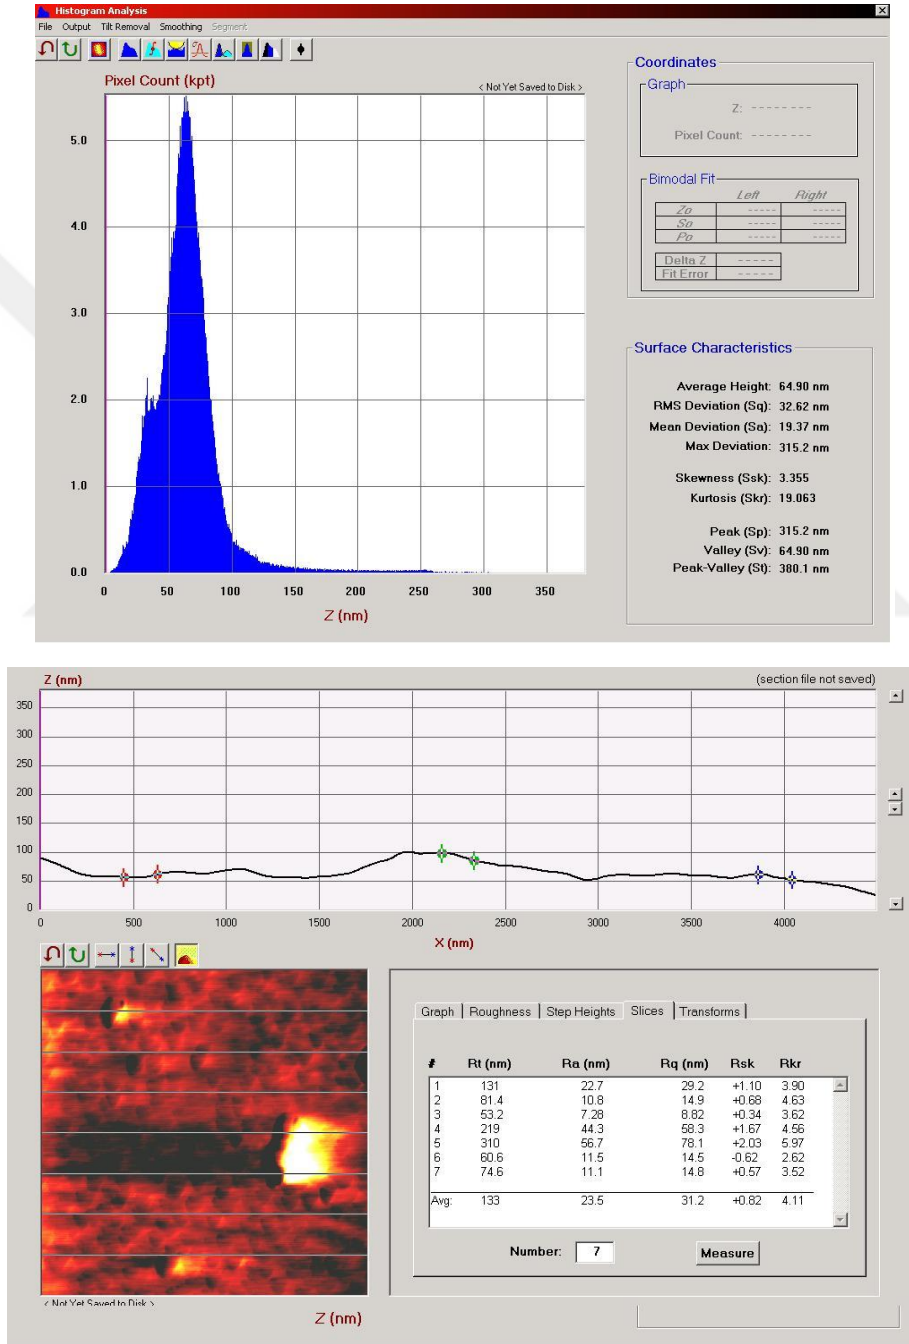 Histogram Analysis
File Output Tilt Removal Smoothing Segment
Pixel Count (kpt)
< Not Yet Saved to Disk >
5.0
4.0
3.0
2.0
1.0
0.0
0 50 100 150 200 250 300 350
Z (nm)
Coordinates
Graph
Z: --------
Pixel Count: --------
Bimodal Fit
Left Right
Zo ----- -----
So ----- -----
Po ----- -----
Delta Z -----
Fit Error -----
Surface Characteristics
Average Height: 64.90 nm
RMS Deviation (Sq): 32.62 nm
Mean Deviation (Sa): 19.37 nm
Max Deviation: 315.2 nm
Skewness (Ssk): 3.355
Kurtosis (Skr): 19.063
Peak (Sp): 315.2 nm
Valley (Sv): 64.90 nm
Peak-Valley (St): 380.1 nm
Z (nm)
(section file not saved)
350
300
250
200
150
100
50
0
0 500 1000 1500 2000 2500 3000 3500 4000
X (nm)
Graph Roughness Step Heights Slices Transforms
# Rt (nm) Ra (nm) Rq (nm) Rsk Rkr
1 131 22.7 29.2 +1.10 3.90
2 81.4 10.8 14.9 +0.68 4.63
3 53.2 7.28 8.82 +0.34 3.62
4 219 44.3 58.3 +1.67 4.56
5 310 56.7 78.1 +2.03 5.97
6 60.6 11.5 14.5 -0.62 2.62
7 74.6 11.1 14.8 +0.57 3.52
Avg: 133 23.5 31.2 +0.82 4.11
Number: 7 Measure
< Not Yet Saved to Disk >
Z (nm)